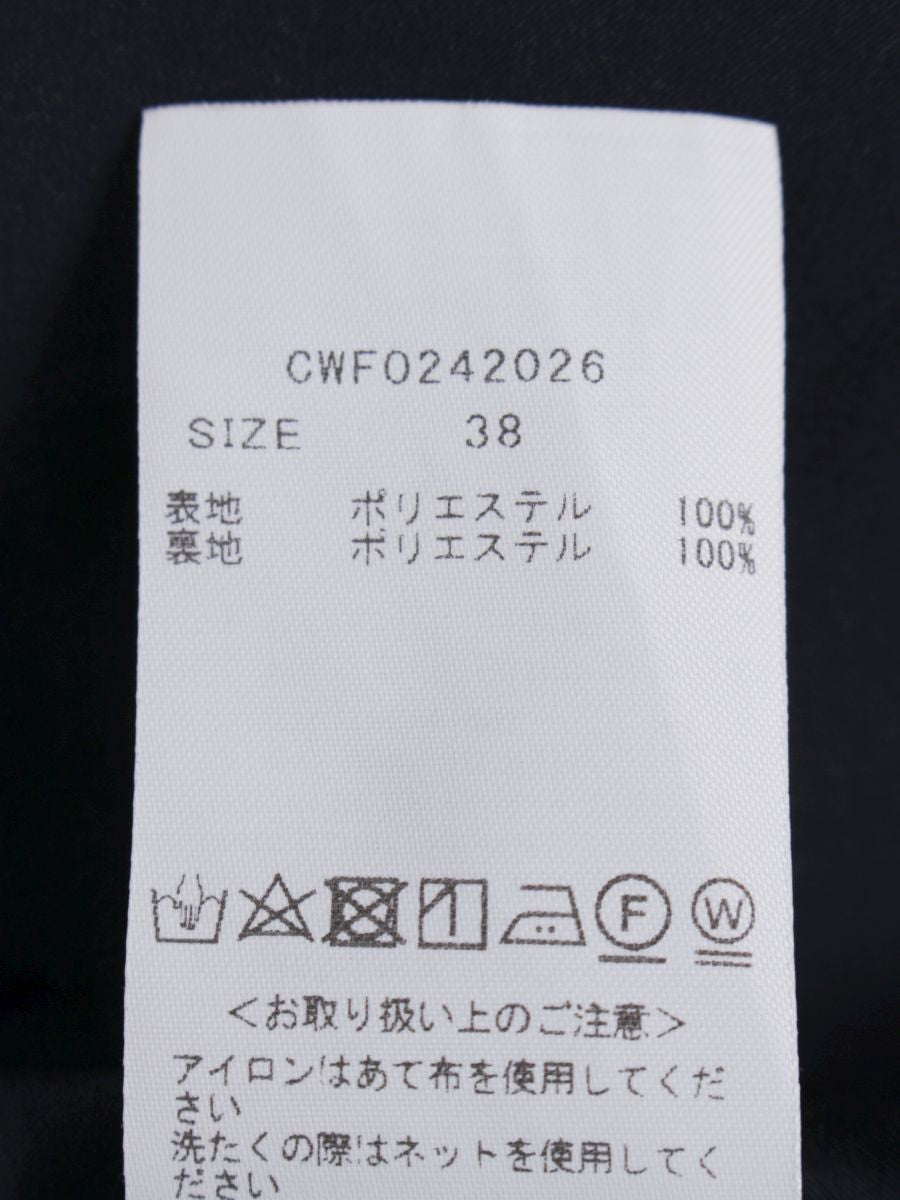 CWF0242026
SIZE 38
表地 ポリエステル 100%
裏地 ポリエステル 100%
F W
<お取り扱い上のご注意>
アイロンはあて布を使用してくだ
さい
洗たくの際はネットを使用してく
ださい